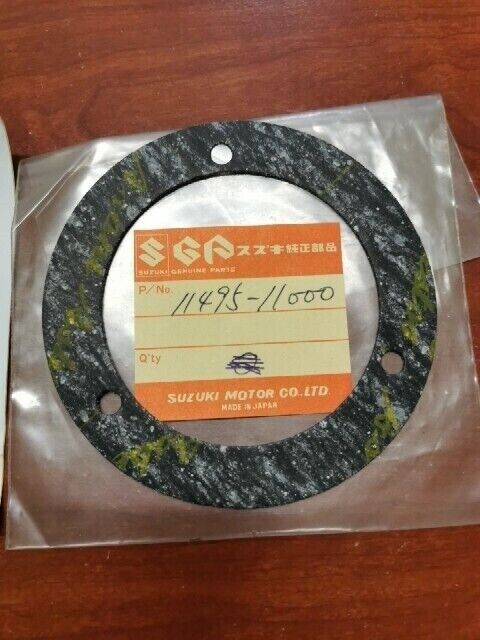 S SGP スズキ純正部品
SUZUKI GENUINE PARTS
P/No. 11495-11000
Q'ty
SUZUKI MOTOR CO.,LTD.
MADE IN JAPAN